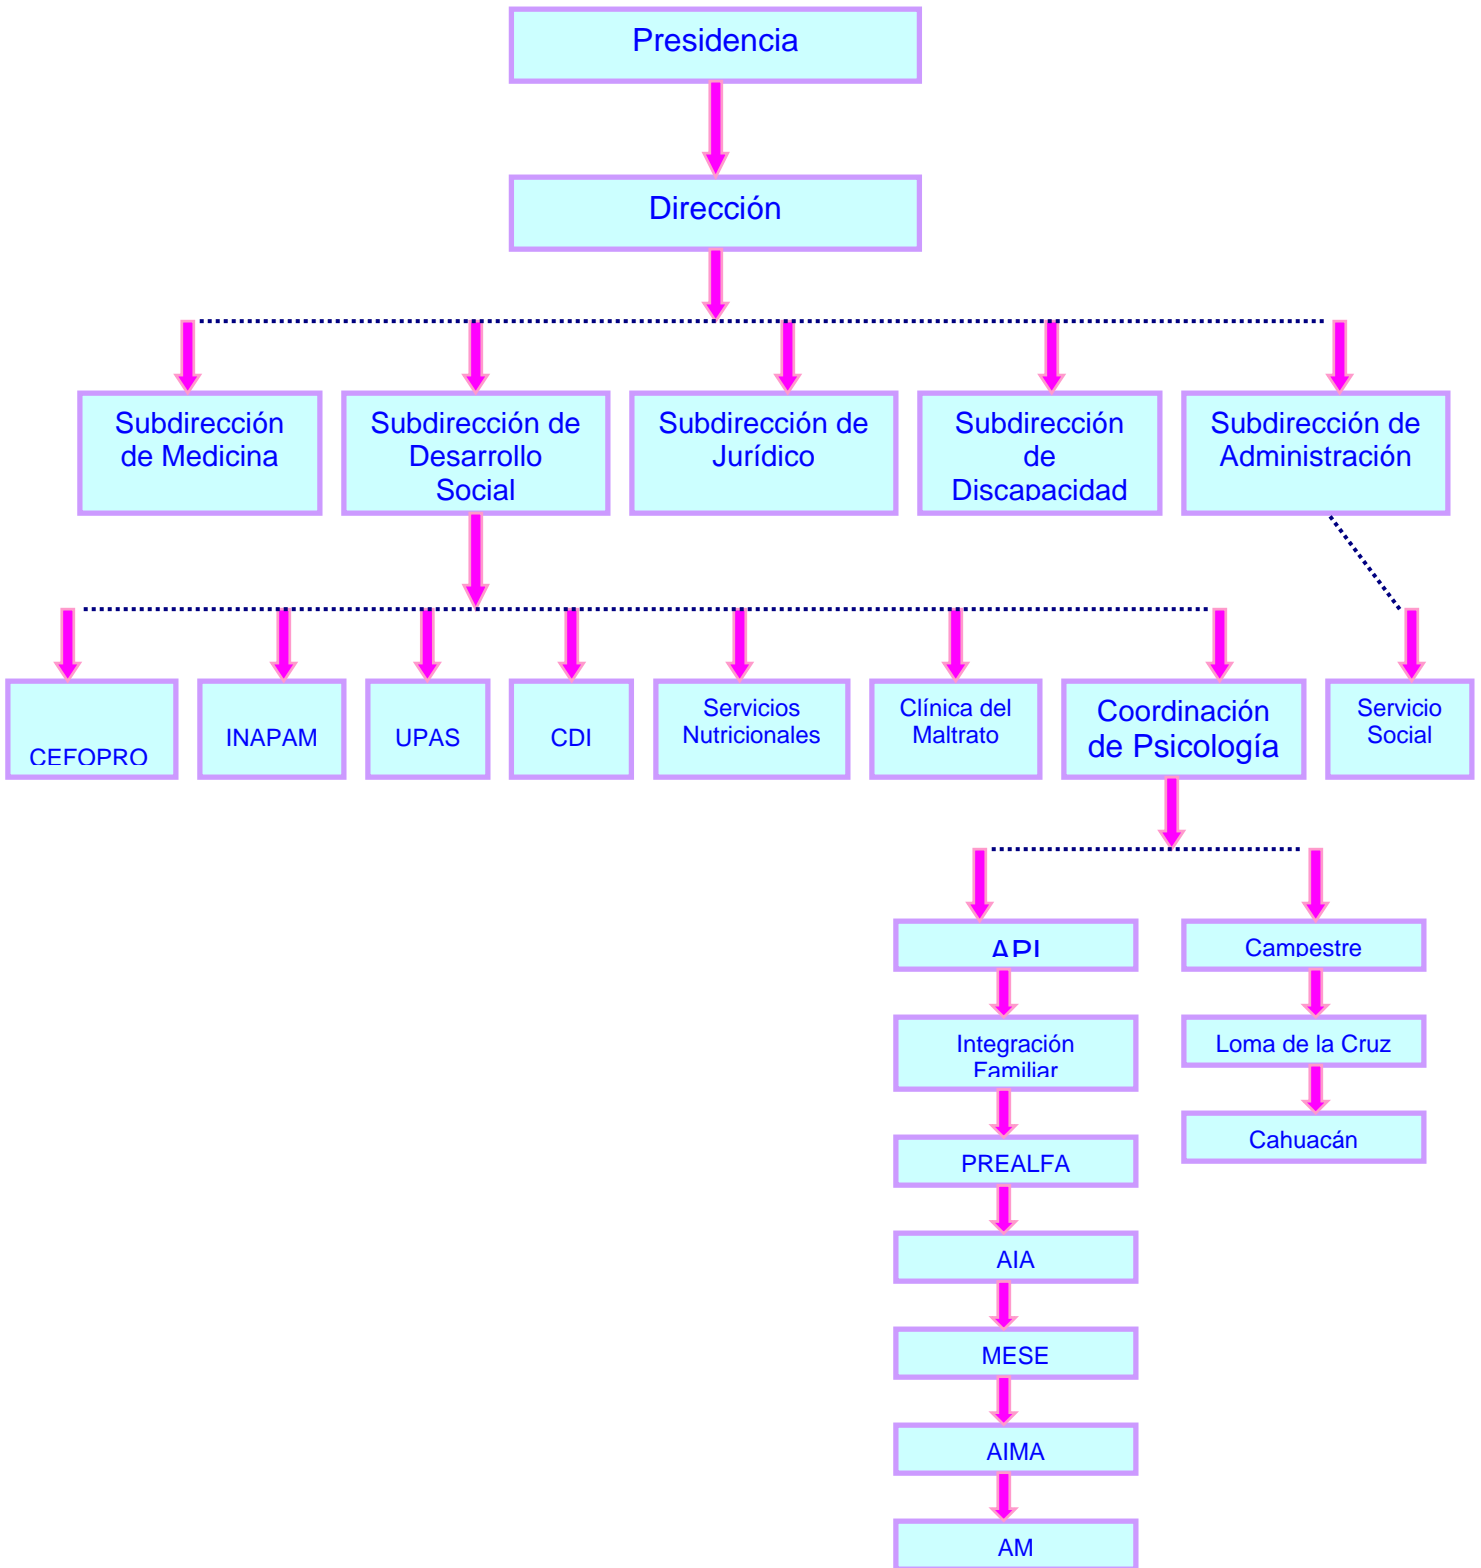 Presidencia
Dirección
Subdirección
de Medicina
Subdirección de
Desarrollo
Social
Subdirección de
Jurídico
Subdirección
de
Discapacidad
Subdirección de
Administración
CEFOPRO
INAPAM
UPAS
CDI
Servicios
Nutricionales
Clínica del
Maltrato
Coordinación
de Psicología
Servicio
Social
API
Campestre
Integración
Familiar
Loma de la Cruz
PREALFA
Cahuacán
AIA
MESE
AIMA
AM